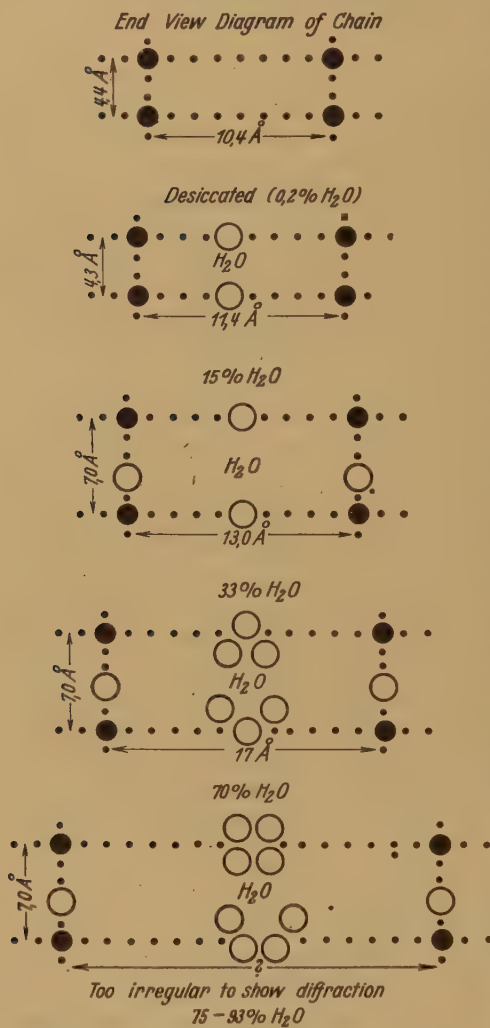 End View Diagram of Chain
4,4 Å
10,4 Å
Desiccated (0,2% H₂O)
H₂O
4,3 Å
11,4 Å
15% H₂O
7,0 Å
H₂O
13,0 Å
33% H₂O
7,0 Å
H₂O
17 Å
70% H₂O
7,0 Å
H₂O
?
Too irregular to show diffraction
75–93% H₂O